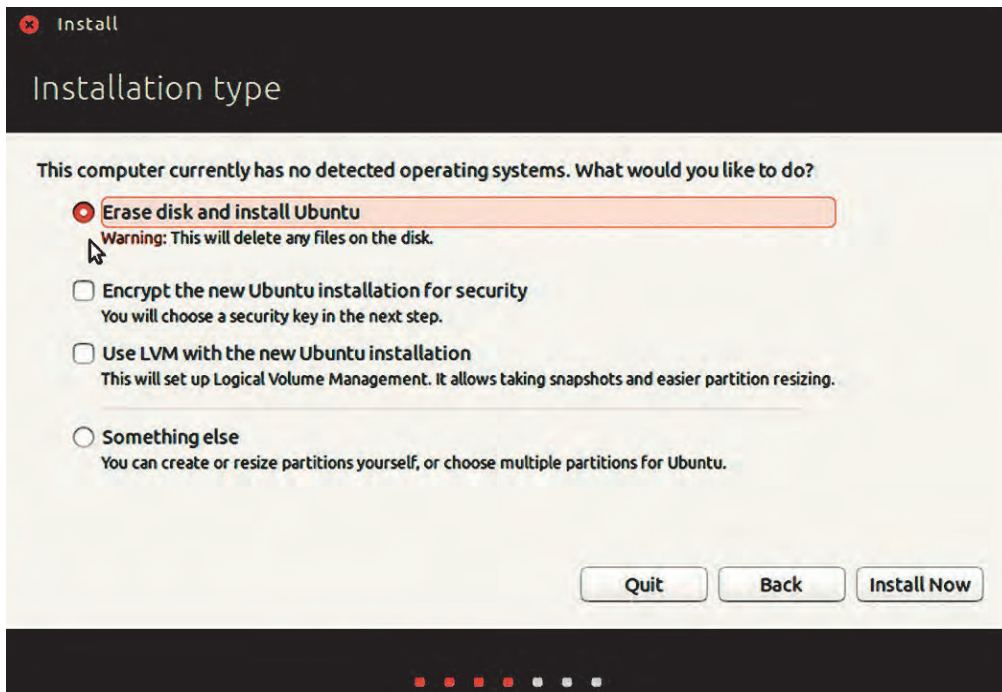 Install
Installation type
This computer currently has no detected operating systems. What would you like to do?
Erase disk and install Ubuntu
Warning: This will delete any files on the disk.
Encrypt the new Ubuntu installation for security
You will choose a security key in the next step.
Use LVM with the new Ubuntu installation
This will set up Logical Volume Management. It allows taking snapshots and easier partition resizing.
Something else
You can create or resize partitions yourself, or choose multiple partitions for Ubuntu.
Quit Back Install Now